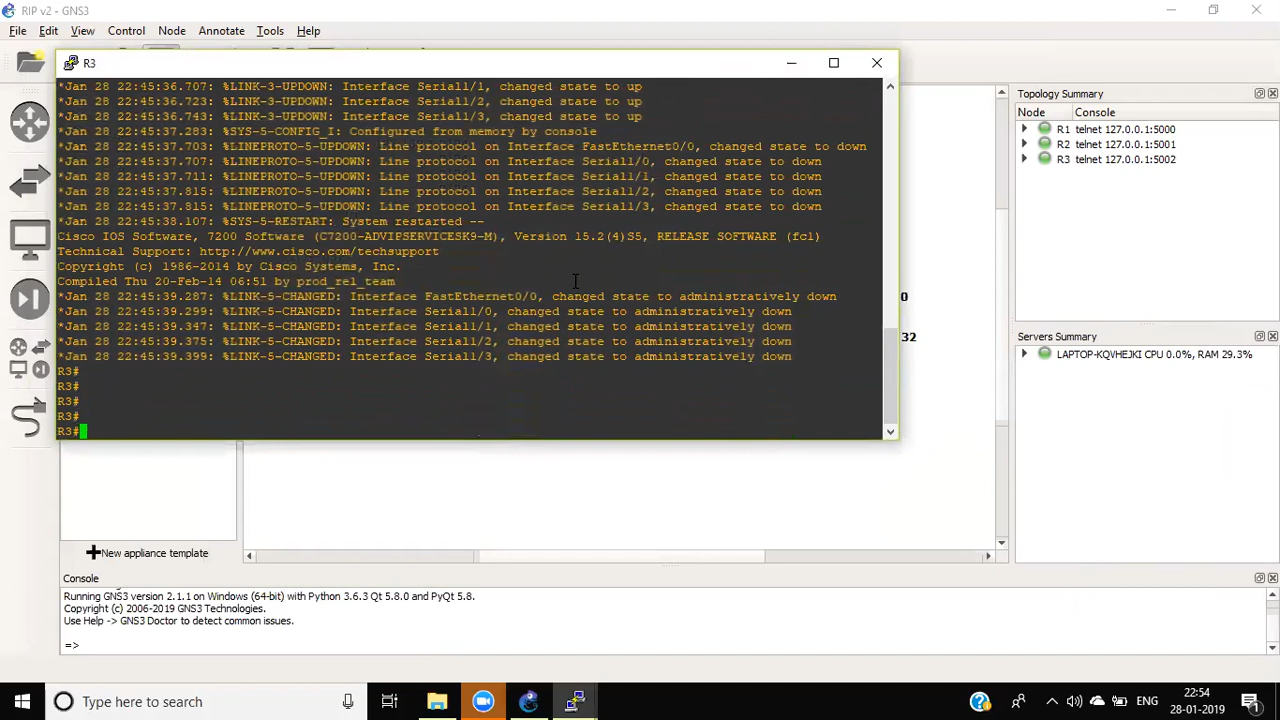 RIP v2 - GNS3
File Edit View Control Node Annotate Tools Help
R3
*Jan 28 22:45:36.707: %LINK-3-UPDOWN: Interface Serial1/1, changed state to up
*Jan 28 22:45:36.723: %LINK-3-UPDOWN: Interface Serial1/2, changed state to up
*Jan 28 22:45:36.743: %LINK-3-UPDOWN: Interface Serial1/3, changed state to up
*Jan 28 22:45:37.283: %SYS-5-CONFIG_I: Configured from memory by console
*Jan 28 22:45:37.703: %LINEPROTO-5-UPDOWN: Line protocol on Interface FastEthernet0/0, changed state to down
*Jan 28 22:45:37.707: %LINEPROTO-5-UPDOWN: Line protocol on Interface Serial1/0, changed state to down
*Jan 28 22:45:37.711: %LINEPROTO-5-UPDOWN: Line protocol on Interface Serial1/1, changed state to down
*Jan 28 22:45:37.815: %LINEPROTO-5-UPDOWN: Line protocol on Interface Serial1/2, changed state to down
*Jan 28 22:45:37.815: %LINEPROTO-5-UPDOWN: Line protocol on Interface Serial1/3, changed state to down
*Jan 28 22:45:38.107: %SYS-5-RESTART: System restarted --
Cisco IOS Software, 7200 Software (C7200-ADVIPSERVICESK9-M), Version 15.2(4)S5, RELEASE SOFTWARE (fc1)
Technical Support: http://www.cisco.com/techsupport
Copyright (c) 1986-2014 by Cisco Systems, Inc.
Compiled Thu 20-Feb-14 06:51 by prod_rel_team
*Jan 28 22:45:39.287: %LINK-5-CHANGED: Interface FastEthernet0/0, changed state to administratively down
*Jan 28 22:45:39.299: %LINK-5-CHANGED: Interface Serial1/0, changed state to administratively down
*Jan 28 22:45:39.347: %LINK-5-CHANGED: Interface Serial1/1, changed state to administratively down
*Jan 28 22:45:39.375: %LINK-5-CHANGED: Interface Serial1/2, changed state to administratively down
*Jan 28 22:45:39.399: %LINK-5-CHANGED: Interface Serial1/3, changed state to administratively down
R3#
R3#
R3#
R3#
R3#
0
32
Topology Summary
Node Console
R1 telnet 127.0.0.1:5000
R2 telnet 127.0.0.1:5001
R3 telnet 127.0.0.1:5002
Servers Summary
LAPTOP-KQVHEJKI CPU 0.0%, RAM 29.3%
New appliance template
Console
Running GNS3 version 2.1.1 on Windows (64-bit) with Python 3.6.3 Qt 5.8.0 and PyQt 5.8.
Copyright (c) 2006-2019 GNS3 Technologies.
Use Help -> GNS3 Doctor to detect common issues.
=>
Type here to search
ENG
22:54
28-01-2019
1